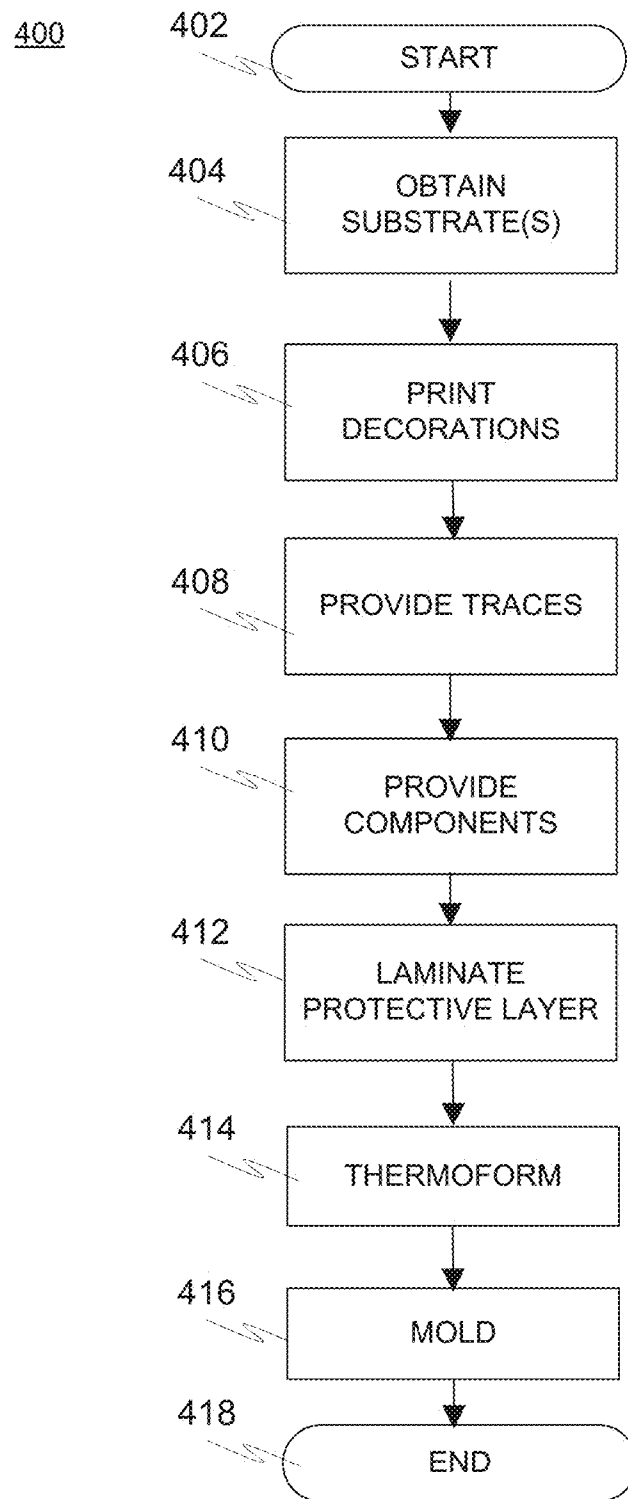 400
402
START
404
OBTAIN
SUBSTRATE(S)
406
PRINT
DECORATIONS
408
PROVIDE TRACES
410
PROVIDE
COMPONENTS
412
LAMINATE
PROTECTIVE LAYER
414
THERMOFORM
416
MOLD
418
END